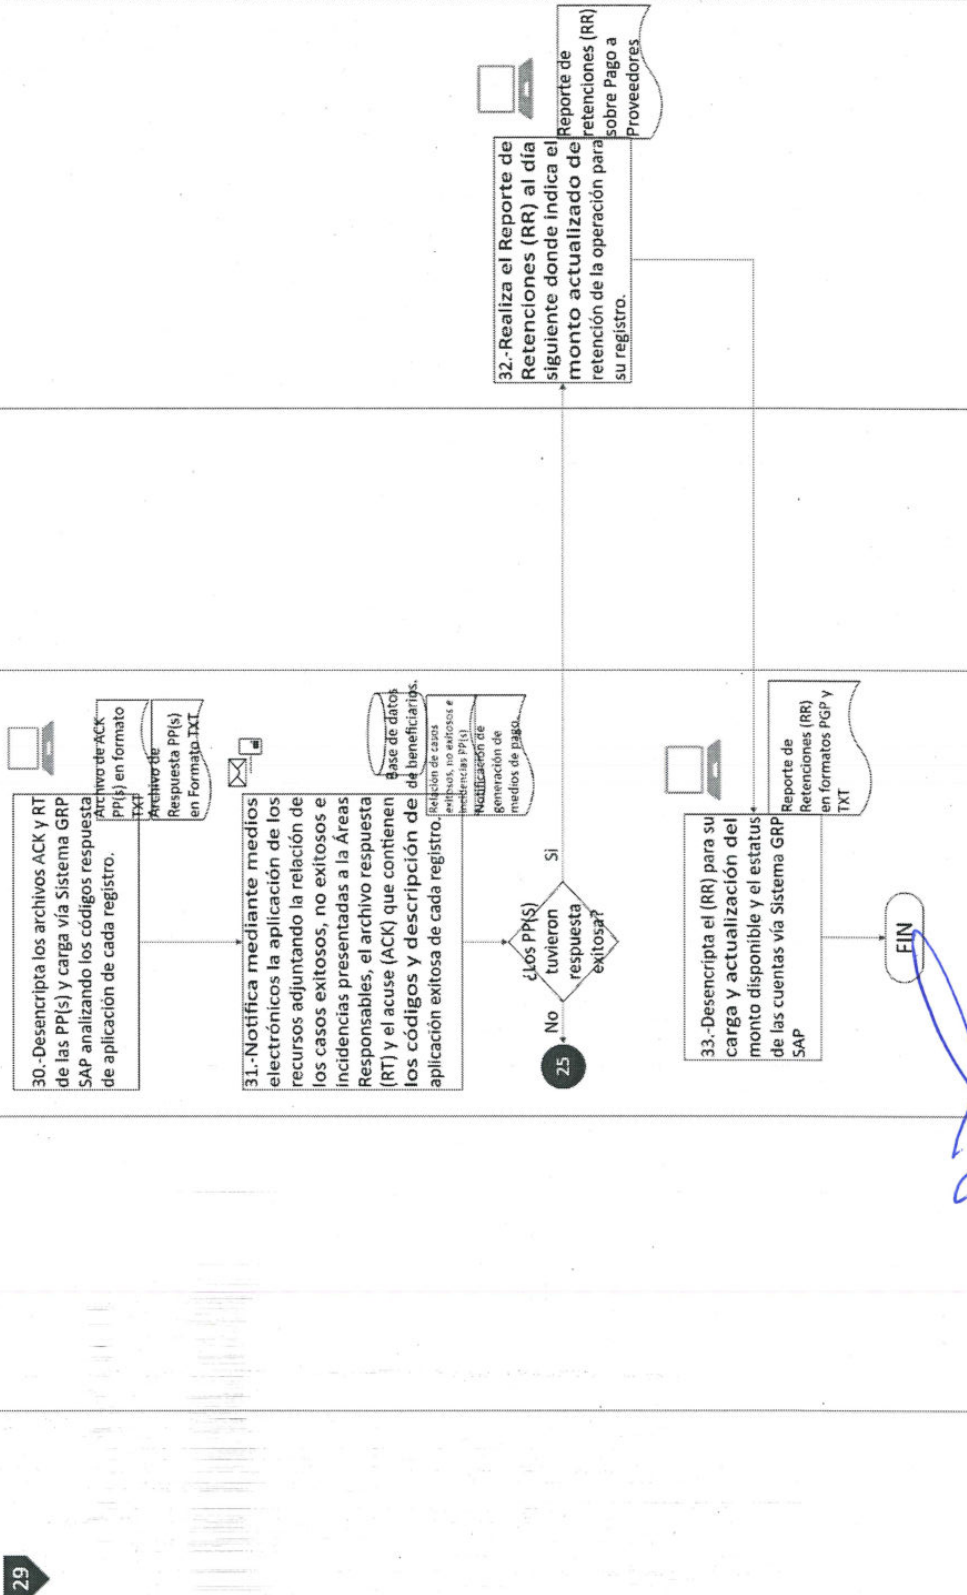 29
30.-Desencripta los archivos ACK y RT
de las PP(s) y carga vía Sistema GRP
SAP analizando los códigos respuesta
de aplicación de cada registro.
Archivo de ACK
PP(s) en formato
TXT
Archivo de
Respuesta PP(s)
en Formato TXT
31.-Notifica mediante medios
electrónicos la aplicación de los
recursos adjuntando la relación de
los casos exitosos, no exitosos e
incidencias presentadas a la Áreas
Responsables, el archivo respuesta
(RT) y el acuse (ACK) que contienen
los códigos y descripción de
aplicación exitosa de cada registro.
Base de datos
de beneficiarios.
Relación de casos
exitosos, no exitosos e
incidencias PP(s)
Notificación de
generación de
medios de pago
¿Los PP(S)
tuvieron
respuesta
exitosa?
No
25
Si
32.-Realiza el Reporte de
Retenciones (RR) al día
siguiente donde indica el
monto actualizado de
retención de la operación para
su registro.
Reporte de
retenciones (RR)
sobre Pago a
Proveedores
33.-Desencripta el (RR) para su
carga y actualización del
monto disponible y el estatus
de las cuentas vía Sistema GRP
SAP
Reporte de
Retenciones (RR)
en formatos PGP y
TXT
FIN